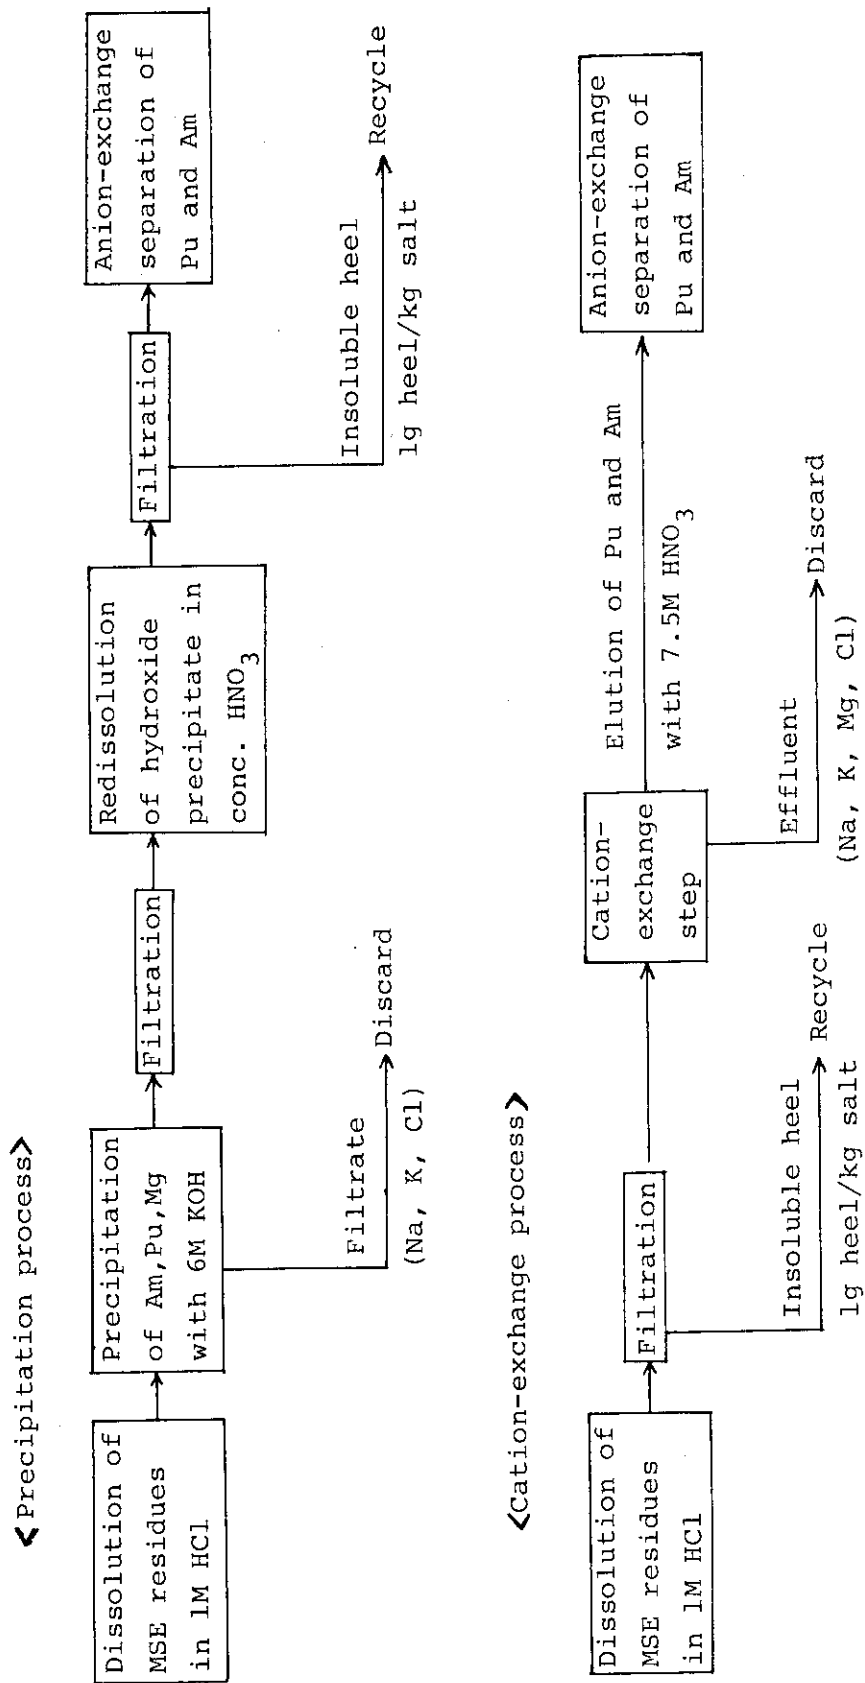 <Precipitation process>
Dissolution of
MSE residues
in 1M HCl
Precipitation
of Am,Pu,Mg
with 6M KOH
Filtrate
(Na, K, Cl)
Discard
Filtration
Redissolution
of hydroxide
precipitate in
conc. HNO3
Filtration
Insoluble heel
1g heel/kg salt
Recycle
Anion-exchange
separation of
Pu and Am
<Cation-exchange process>
Dissolution of
MSE residues
in 1M HCl
Filtration
Insoluble heel
1g heel/kg salt
Recycle
Cation-
exchange
step
Effluent
(Na, K, Mg, Cl)
Discard
Elution of Pu and Am
with 7.5M HNO3
Anion-exchange
separation of
Pu and Am